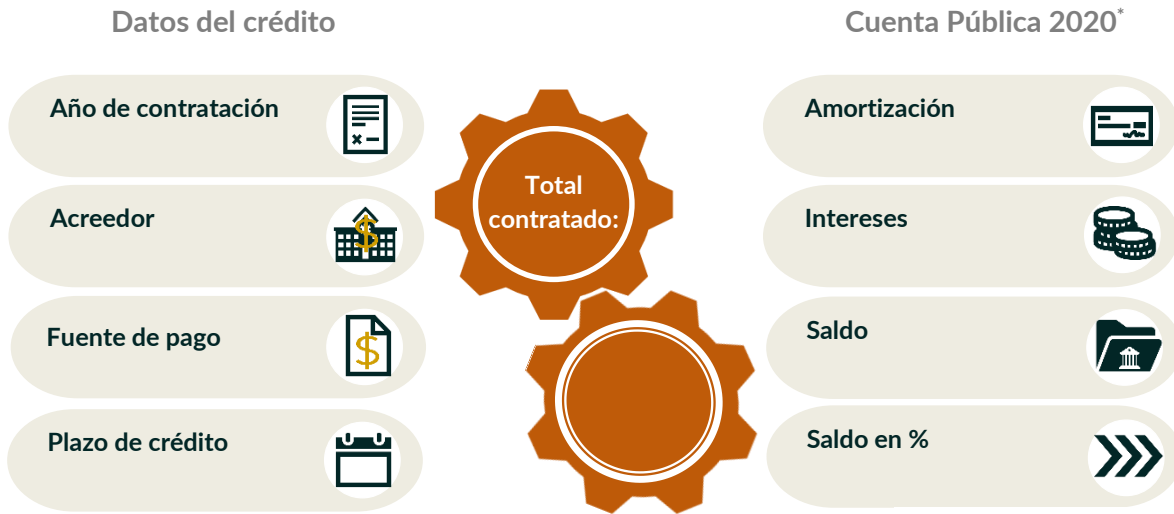 Datos del crédito
Año de contratación
Acreedor
Fuente de pago
Plazo de crédito
Total
contratado:
Cuenta Pública 2020*
Amortización
Intereses
Saldo
Saldo en %